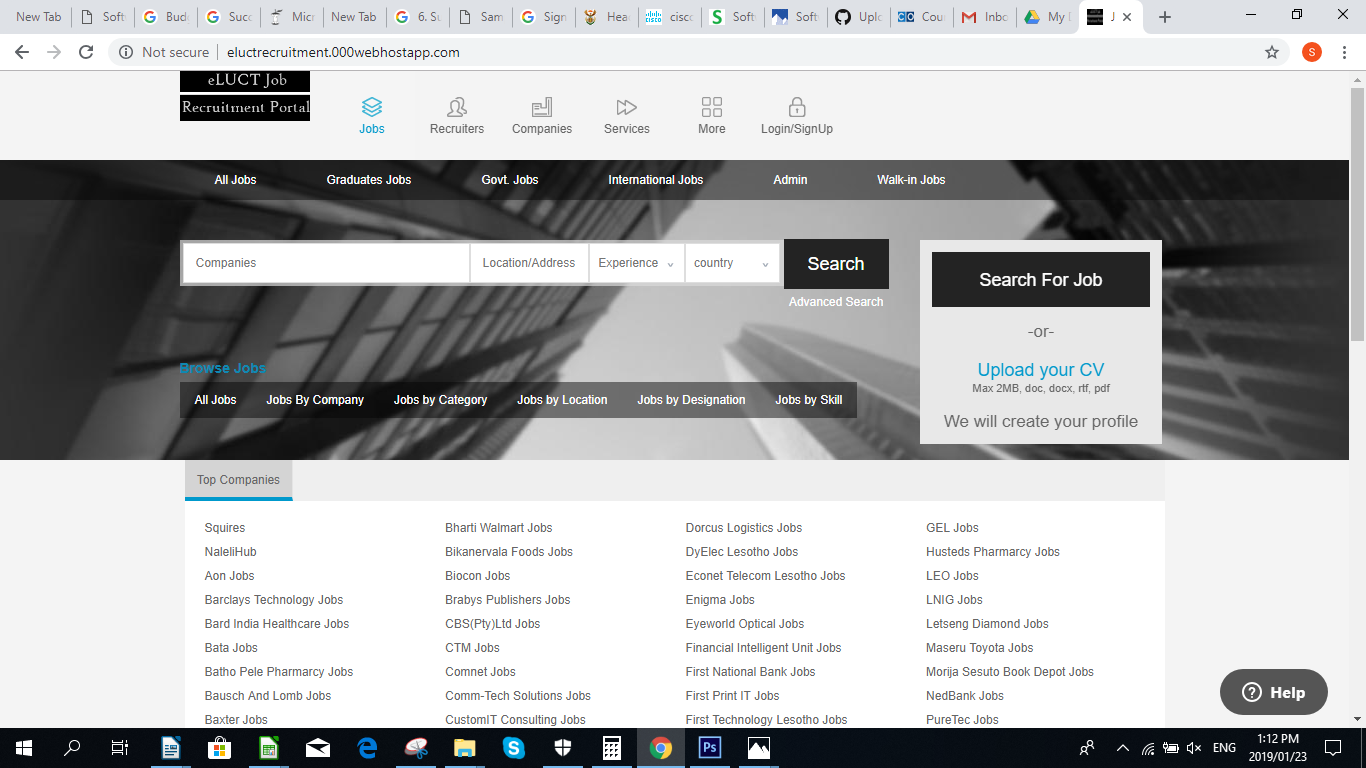 New Tab Soft Budg Succ Micr New Tab 6. Su Sam Sign Hea cisco Soft Soft Uplo Cour Inbo My J
Not secure eluctrecruitment.000webhostapp.com S
eLUCT Job
Recruitment Portal
Jobs Recruiters Companies Services More Login/SignUp
All Jobs Graduates Jobs Govt. Jobs International Jobs Admin Walk-in Jobs
Companies Location/Address Experience country Search
Advanced Search
Search For Job
-or-
Upload your CV
Max 2MB, doc, docx, rtf, pdf
We will create your profile
Browse Jobs
All Jobs Jobs By Company Jobs by Category Jobs by Location Jobs by Designation Jobs by Skill
Top Companies
Squires Bharti Walmart Jobs Dorcus Logistics Jobs GEL Jobs
NaleliHub Bikanervala Foods Jobs DyElec Lesotho Jobs Husteds Pharmarcy Jobs
Aon Jobs Biocon Jobs Econet Telecom Lesotho Jobs LEO Jobs
Barclays Technology Jobs Brabys Publishers Jobs Enigma Jobs LNIG Jobs
Bard India Healthcare Jobs CBS(Pty)Ltd Jobs Eyeworld Optical Jobs Letseng Diamond Jobs
Bata Jobs CTM Jobs Financial Intelligent Unit Jobs Maseru Toyota Jobs
Batho Pele Pharmarcy Jobs Comnet Jobs First National Bank Jobs Morija Sesuto Book Depot Jobs
Bausch And Lomb Jobs Comm-Tech Solutions Jobs First Print IT Jobs NedBank Jobs
Baxter Jobs CustomIT Consulting Jobs First Technology Lesotho Jobs PureTec Jobs
Help
ENG 1:12 PM
2019/01/23